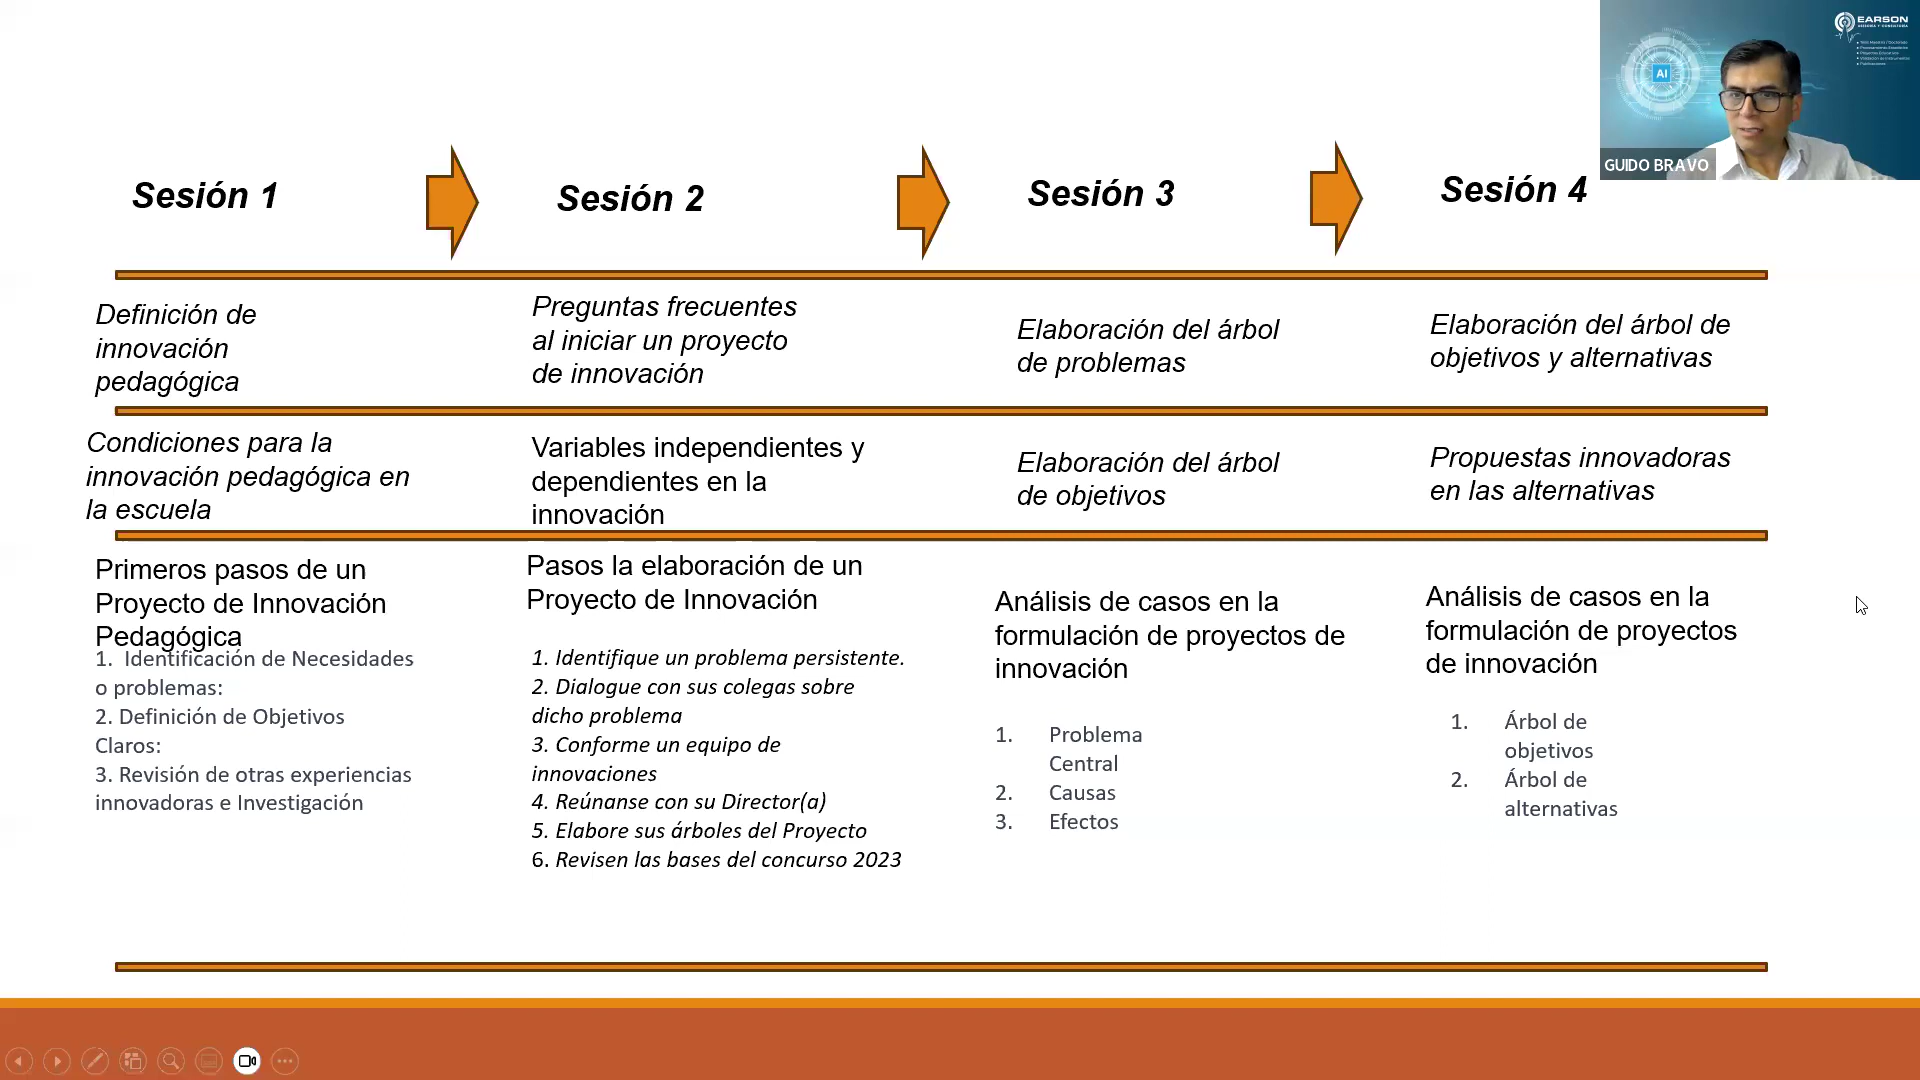 EARSON
AI
GUIDO BRAVO
Sesión 1
Sesión 2
Sesión 3
Sesión 4
Definición de
innovación
pedagógica
Preguntas frecuentes
al iniciar un proyecto
de innovación
Elaboración del árbol
de problemas
Elaboración del árbol de
objetivos y alternativas
Condiciones para la
innovación pedagógica en
la escuela
Variables independientes y
dependientes en la
innovación
Elaboración del árbol
de objetivos
Propuestas innovadoras
en las alternativas
Primeros pasos de un
Proyecto de Innovación
Pedagógica
1. Identificación de Necesidades
o problemas:
2. Definición de Objetivos
Claros:
3. Revisión de otras experiencias
innovadoras e Investigación
Pasos la elaboración de un
Proyecto de Innovación
1. Identifique un problema persistente.
2. Dialogue con sus colegas sobre
dicho problema
3. Conforme un equipo de
innovaciones
4. Reúnanse con su Director(a)
5. Elabore sus árboles del Proyecto
6. Revisen las bases del concurso 2023
Análisis de casos en la
formulación de proyectos de
innovación
1. Problema
Central
2. Causas
3. Efectos
Análisis de casos en la
formulación de proyectos
de innovación
1. Árbol de
objetivos
2. Árbol de
alternativas